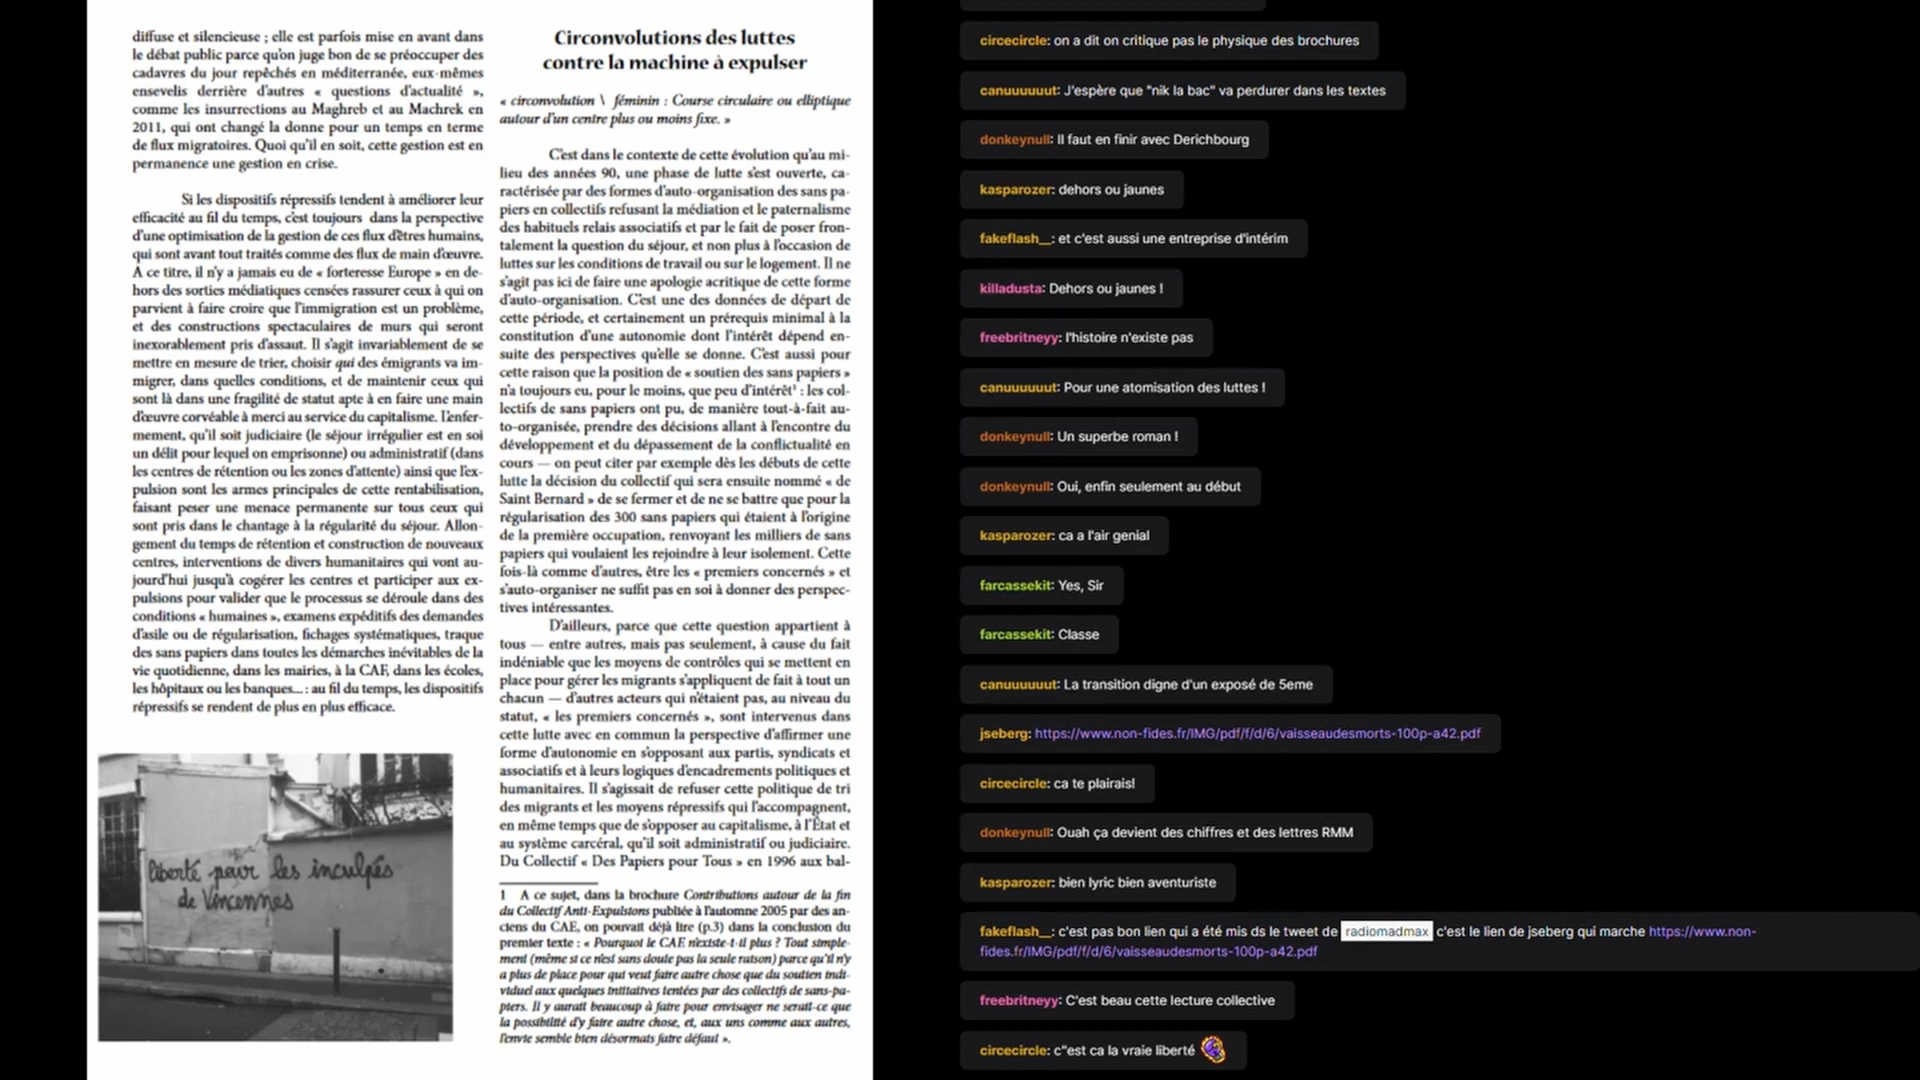 diffuse et silencieuse ; elle est parfois mise en avant dans
le débat public parce qu'on juge bon de se préoccuper des
cadavres du jour repêchés en méditerranée, eux-mêmes
ensevelis derrière d'autres « questions d'actualité »,
comme les insurrections au Maghreb et au Machrek en
2011, qui ont changé la donne pour un temps en terme
de flux migratoires. Quoi qu'il en soit, cette gestion est en
permanence une gestion en crise.
Si les dispositifs répressifs tendent à améliorer leur
efficacité au fil du temps, c'est toujours dans la perspective
d'une optimisation de la gestion de ces flux d'êtres humains,
qui sont avant tout traités comme des flux de main d'œuvre.
A ce titre, il n'y a jamais eu de « forteresse Europe » en de-
hors des sorties médiatiques censées rassurer ceux à qui on
parvient à faire croire que l'immigration est un problème,
et des constructions spectaculaires de murs qui seront
inexorablement pris d'assaut. Il s'agit invariablement de se
mettre en mesure de trier, choisir qui des émigrants va im-
migrer, dans quelles conditions, et de maintenir ceux qui
sont là dans une fragilité de statut apte à en faire une main
d'œuvre corvéable à merci au service du capitalisme. L'enfer-
mement, qu'il soit judiciaire (le séjour irrégulier est en soi
un délit pour lequel on emprisonne) ou administratif (dans
les centres de rétention ou les zones d'attente) ainsi que l'ex-
pulsion sont les armes principales de cette rentabilisation,
faisant peser une menace permanente sur tous ceux qui
sont pris dans le chantage à la régularité du séjour. Allon-
gement du temps de rétention et construction de nouveaux
centres, interventions de divers humanitaires qui vont au-
jourd'hui jusqu'à cogérer les centres et participer aux ex-
pulsions pour valider que le processus se déroule dans des
conditions « humaines », examens expéditifs des demandes
d'asile ou de régularisation, fichages systématiques, traque
des sans papiers dans toutes les démarches inévitables de la
vie quotidienne, dans les mairies, à la CAF, dans les écoles,
les hôpitaux ou les banques... : au fil du temps, les dispositifs
répressifs se rendent de plus en plus efficace.
liberté pour les inculpés
de Vincennes
Circonvolutions des luttes
contre la machine à expulser
« circonvolution \ féminin : Course circulaire ou elliptique
autour d'un centre plus ou moins fixe. »
C'est dans le contexte de cette évolution qu'au mi-
lieu des années 90, une phase de lutte s'est ouverte, ca-
ractérisée par des formes d'auto-organisation des sans pa-
piers en collectifs refusant la médiation et le paternalisme
des habituels relais associatifs et par le fait de poser fron-
talement la question du séjour, et non plus à l'occasion de
luttes sur les conditions de travail ou sur le logement. Il ne
s'agit pas ici de faire une apologie acritique de cette forme
d'auto-organisation. C'est une des données de départ de
cette période, et certainement un prérequis minimal à la
constitution d'une autonomie dont l'intérêt dépend en-
suite des perspectives qu'elle se donne. C'est aussi pour
cette raison que la position de « soutien des sans papiers »
n'a toujours eu, pour le moins, que peu d'intérêt¹ : les col-
lectifs de sans papiers ont pu, de manière tout-à-fait au-
to-organisée, prendre des décisions allant à l'encontre du
développement et du dépassement de la conflictualité en
cours — on peut citer par exemple dès les débuts de cette
lutte la décision du collectif qui sera ensuite nommé « de
Saint Bernard » de se fermer et de ne se battre que pour la
régularisation des 300 sans papiers qui étaient à l'origine
de la première occupation, renvoyant les milliers de sans
papiers qui voulaient les rejoindre à leur isolement. Cette
fois-là comme d'autres, être les « premiers concernés » et
s'auto-organiser ne suffit pas en soi à donner des perspec-
tives intéressantes.
D'ailleurs, parce que cette question appartient à
tous — entre autres, mais pas seulement, à cause du fait
indéniable que les moyens de contrôles qui se mettent en
place pour gérer les migrants s'appliquent de fait à tout un
chacun — d'autres acteurs qui n'étaient pas, au niveau du
statut, « les premiers concernés », sont intervenus dans
cette lutte avec en commun la perspective d'affirmer une
forme d'autonomie en s'opposant aux partis, syndicats et
associatifs et à leurs logiques d'encadrements politiques et
humanitaires. Il s'agissait de refuser cette politique de tri
des migrants et les moyens répressifs qui l'accompagnent,
en même temps que de s'opposer au capitalisme, à l'État et
au système carcéral, qu'il soit administratif ou judiciaire.
Du Collectif « Des Papiers pour Tous » en 1996 aux bal-
1 A ce sujet, dans la brochure Contributions autour de la fin
du Collectif Anti-Expulsions publiée à l'automne 2005 par des an-
ciens du CAE, on pouvait déjà lire (p.3) dans la conclusion du
premier texte : « Pourquoi le CAE n'existe-t-il plus ? Tout simple-
ment (même si ce n'est sans doute pas la seule raison) parce qu'il n'y
a plus de place pour qui veut faire autre chose que du soutien indi-
viduel aux quelques initiatives tentées par des collectifs de sans-pa-
piers. Il y aurait beaucoup à faire pour envisager ne serait-ce que
la possibilité d'y faire autre chose, et, aux uns comme aux autres,
l'envie semble bien désormais faire défaut ».
circecircle: on a dit on critique pas le physique des brochures
canuuuuuut: J'espère que "nik la bac" va perdurer dans les textes
donkeynull: Il faut en finir avec Derichbourg
kasparozer: dehors ou jaunes
fakeflash__: et c'est aussi une entreprise d'intérim
killadusta: Dehors ou jaunes !
freebritneyy: l'histoire n'existe pas
canuuuuuut: Pour une atomisation des luttes !
donkeynull: Un superbe roman !
donkeynull: Oui, enfin seulement au début
kasparozer: ca a l'air genial
farcassekit: Yes, Sir
farcassekit: Classe
canuuuuuut: La transition digne d'un exposé de 5eme
jseberg: https://www.non-fides.fr/IMG/pdf/f/d/6/vaisseaudesmorts-100p-a42.pdf
circecircle: ca te plairais!
donkeynull: Ouah ça devient des chiffres et des lettres RMM
kasparozer: bien lyric bien aventuriste
fakeflash__: c'est pas bon lien qui a été mis ds le tweet de radiomadmax c'est le lien de jseberg qui marche https://www.non-
fides.fr/IMG/pdf/f/d/6/vaisseaudesmorts-100p-a42.pdf
freebritneyy: C'est beau cette lecture collective
circecircle: c"est ca la vraie liberté